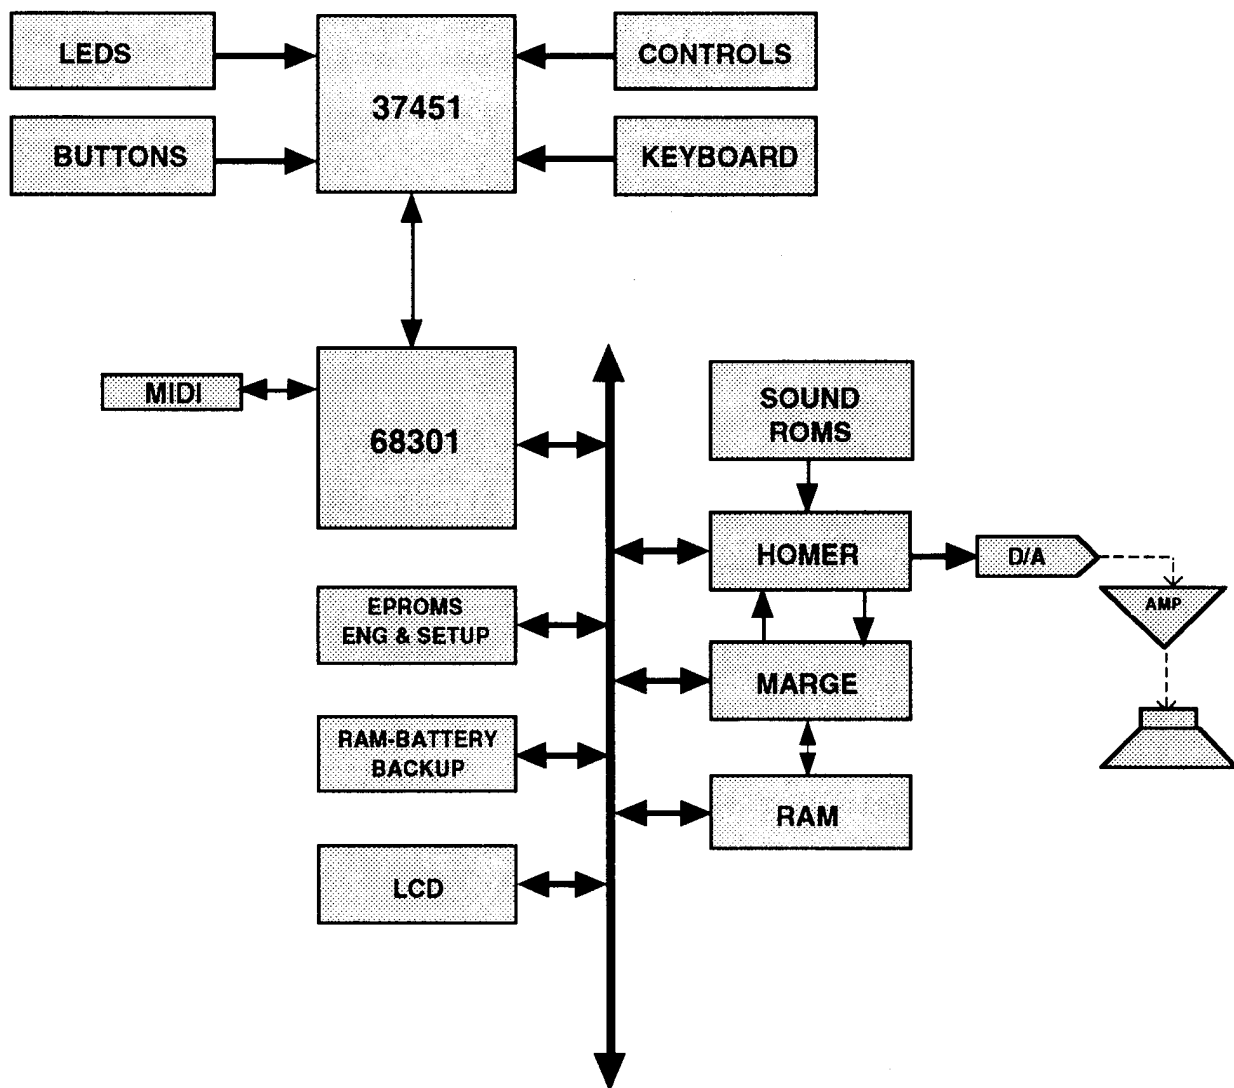 LEDS
CONTROLS
37451
BUTTONS
KEYBOARD
MIDI
68301
SOUND
ROMS
HOMER
D/A
EPROMS
ENG & SETUP
AMP
MARGE
RAM-BATTERY
BACKUP
RAM
LCD